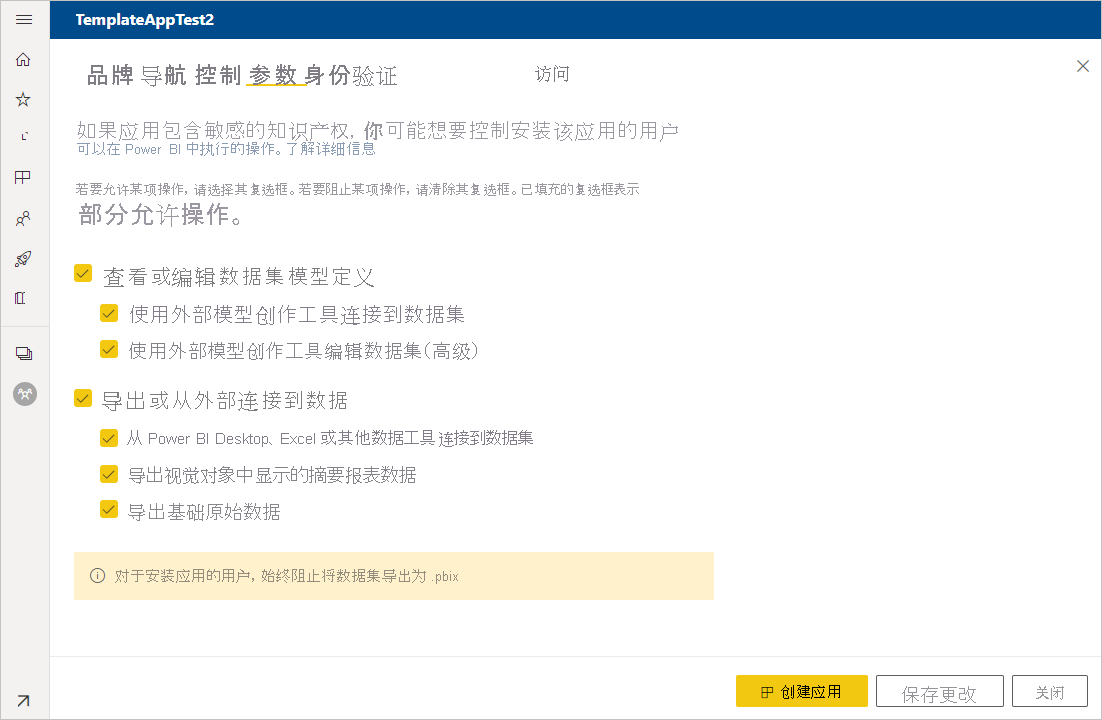 TemplateAppTest2
品牌 导航 控制 参数 身份验证 访问
如果应用包含敏感的知识产权, 你可能想要控制安装该应用的用户
可以在 Power BI 中执行的操作。了解详细信息
若要允许某项操作, 请选择其复选框。若要阻止某项操作, 请清除其复选框。已填充的复选框表示
部分允许操作。
查看或编辑数据集模型定义
使用外部模型创作工具连接到数据集
使用外部模型创作工具编辑数据集(高级)
导出或从外部连接到数据
从 Power BI Desktop、Excel 或其他数据工具连接到数据集
导出视觉对象中显示的摘要报表数据
导出基础原始数据
对于安装应用的用户, 始终阻止将数据集导出为 .pbix
创建应用 保存更改 关闭